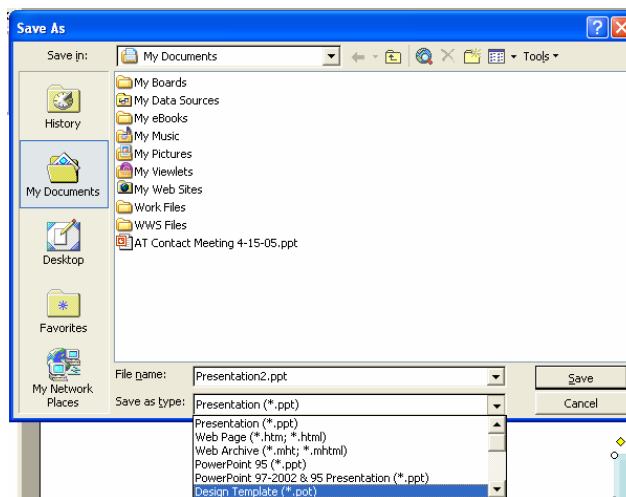 Save As
Save in:
My Documents
Tools
My Boards
My Data Sources
My eBooks
My Music
My Pictures
My Viewlets
My Web Sites
Work Files
WWS Files
AT Contact Meeting 4-15-05.ppt
History
My Documents
Desktop
Favorites
My Network
Places
File name:
Presentation2.ppt
Save
Save as type:
Presentation (*.ppt)
Cancel
Presentation (*.ppt)
Web Page (*.htm; *.html)
Web Archive (*.mht; *.mhtml)
PowerPoint 95 (*.ppt)
PowerPoint 97-2002 & 95 Presentation (*.ppt)
Design Template (*.pot)